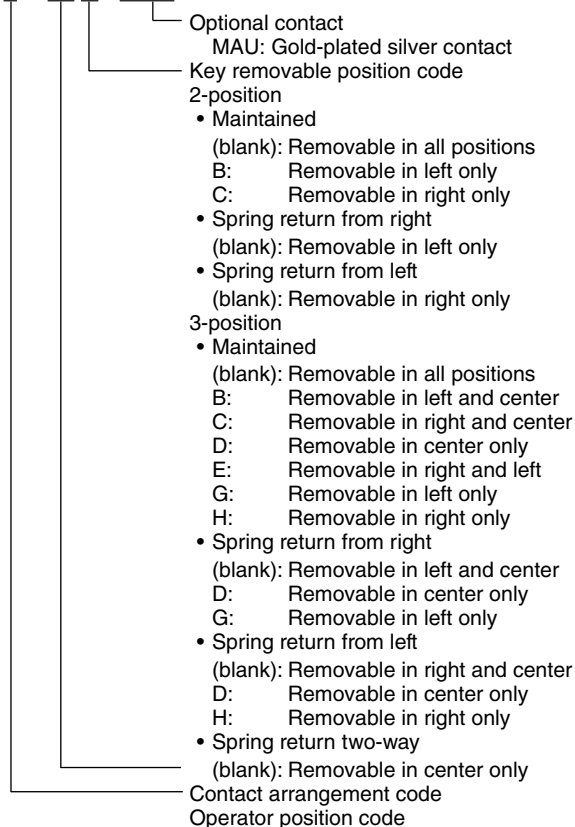 Optional contact
MAU: Gold-plated silver contact
Key removable position code
2-position
• Maintained
(blank): Removable in all positions
B: Removable in left only
C: Removable in right only
• Spring return from right
(blank): Removable in left only
• Spring return from left
(blank): Removable in right only
3-position
• Maintained
(blank): Removable in all positions
B: Removable in left and center
C: Removable in right and center
D: Removable in center only
E: Removable in right and left
G: Removable in left only
H: Removable in right only
• Spring return from right
(blank): Removable in left and center
D: Removable in center only
G: Removable in left only
• Spring return from left
(blank): Removable in right and center
D: Removable in center only
H: Removable in right only
• Spring return two-way
(blank): Removable in center only
Contact arrangement code
Operator position code